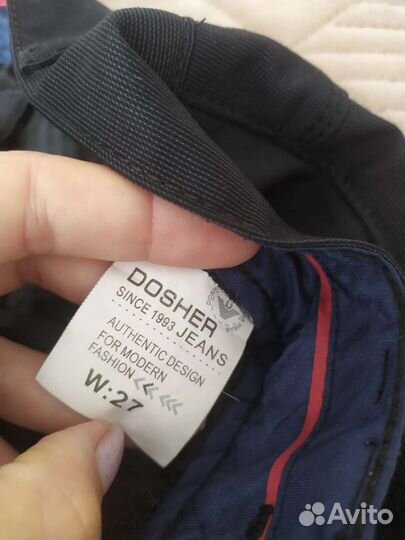 DOSHER
SINCE 1993 JEANS
AUTHENTIC DESIGN
FOR MODERN
FASHION
W:27
Avito